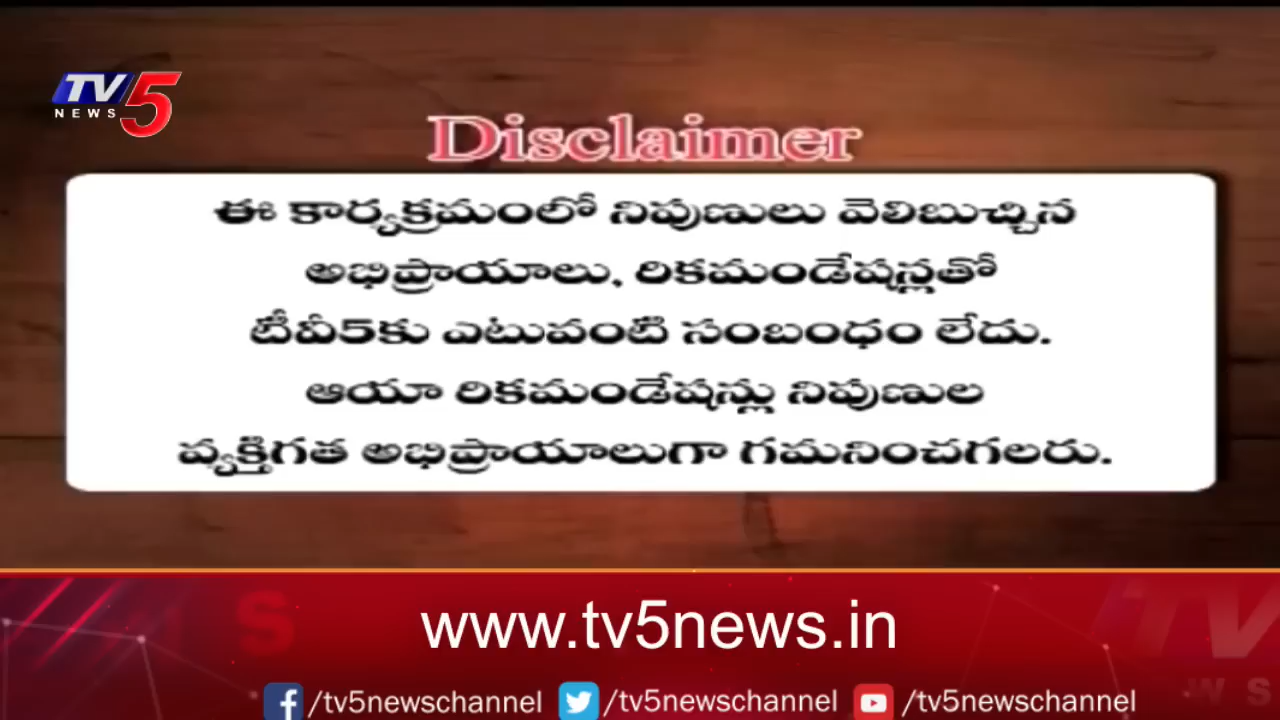 TV5
NEWS
Disclaimer
ఈ కార్యక్రమంలో నిపుణులు వెలిబుచ్చిన
అభిప్రాయాలు, రికమండేషన్లతో
టీవీ5కు ఎటువంటి సంబంధం లేదు.
ఆయా రికమండేషన్లు నిపుణుల
వ్యక్తిగత అభిప్రాయాలుగా గమనించగలరు.
www.tv5news.in
/tv5newschannel /tv5newschannel /tv5newschannel